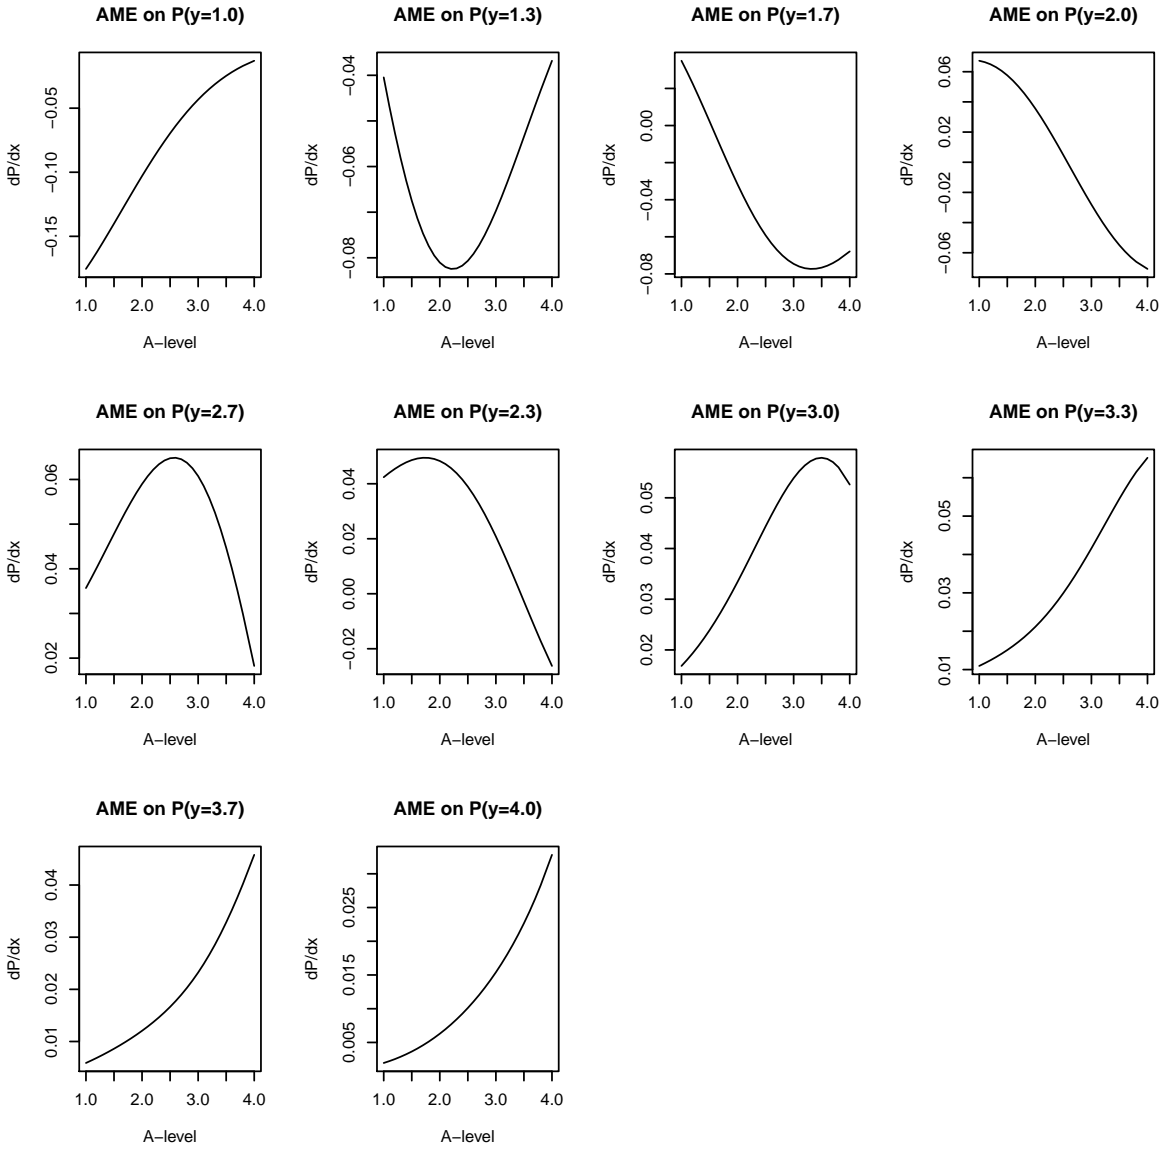 AME on P(y=1.0)
dP/dx
−0.15 −0.10 −0.05
1.0 2.0 3.0 4.0
A−level
AME on P(y=1.3)
dP/dx
−0.08 −0.06 −0.04
1.0 2.0 3.0 4.0
A−level
AME on P(y=1.7)
dP/dx
−0.08 −0.04 0.00
1.0 2.0 3.0 4.0
A−level
AME on P(y=2.0)
dP/dx
−0.06 −0.02 0.02 0.06
1.0 2.0 3.0 4.0
A−level
AME on P(y=2.7)
dP/dx
0.02 0.04 0.06
1.0 2.0 3.0 4.0
A−level
AME on P(y=2.3)
dP/dx
−0.02 0.00 0.02 0.04
1.0 2.0 3.0 4.0
A−level
AME on P(y=3.0)
dP/dx
0.02 0.03 0.04 0.05
1.0 2.0 3.0 4.0
A−level
AME on P(y=3.3)
dP/dx
0.01 0.03 0.05
1.0 2.0 3.0 4.0
A−level
AME on P(y=3.7)
dP/dx
0.01 0.02 0.03 0.04
1.0 2.0 3.0 4.0
A−level
AME on P(y=4.0)
dP/dx
0.005 0.015 0.025
1.0 2.0 3.0 4.0
A−level